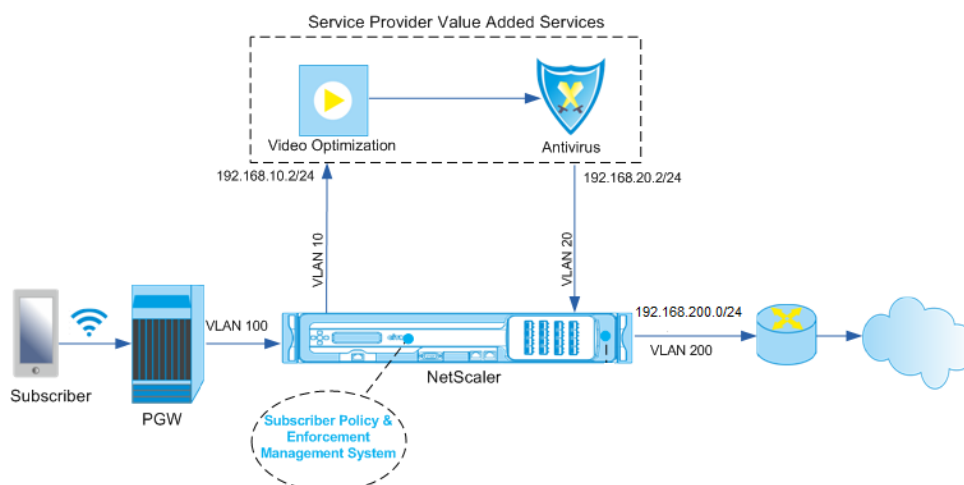 Service Provider Value Added Services
Video Optimization
Antivirus
192.168.10.2/24
192.168.20.2/24
VLAN 10
VLAN 20
VLAN 100
192.168.200.0/24
VLAN 200
NetScaler
Subscriber
PGW
Subscriber Policy &
Enforcement
Management System